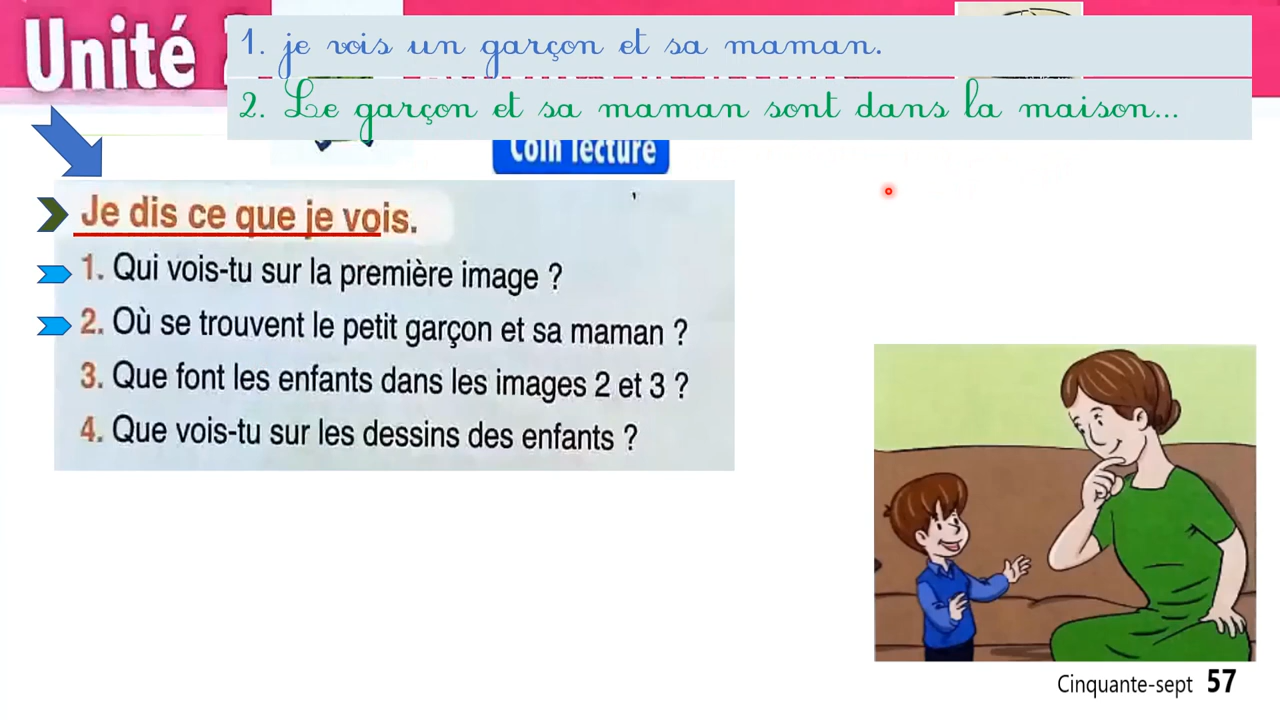 Unité
1. je vois un garçon et sa maman.
2. Le garçon et sa maman sont dans la maison...
Coin lecture
Je dis ce que je vois.
1. Qui vois-tu sur la première image ?
2. Où se trouvent le petit garçon et sa maman ?
3. Que font les enfants dans les images 2 et 3 ?
4. Que vois-tu sur les dessins des enfants ?
Cinquante-sept 57